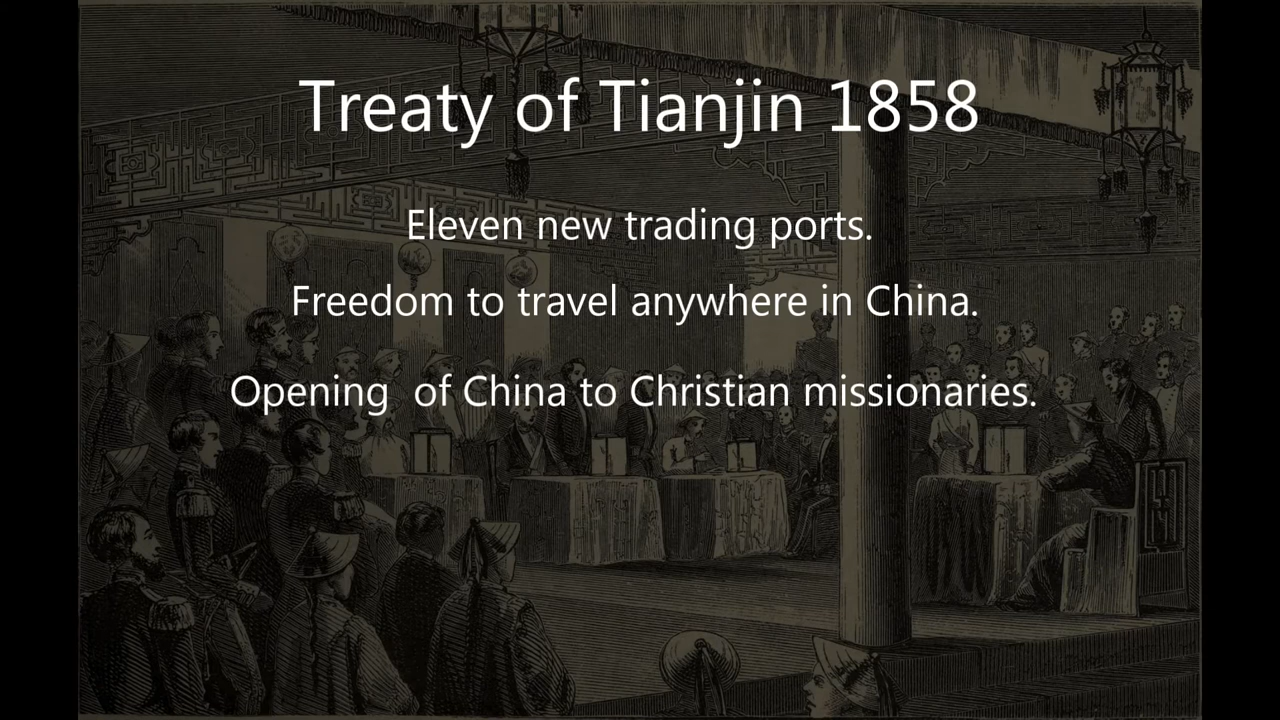 Treaty of Tianjin 1858
Eleven new trading ports.
Freedom to travel anywhere in China.
Opening  of China to Christian missionaries.